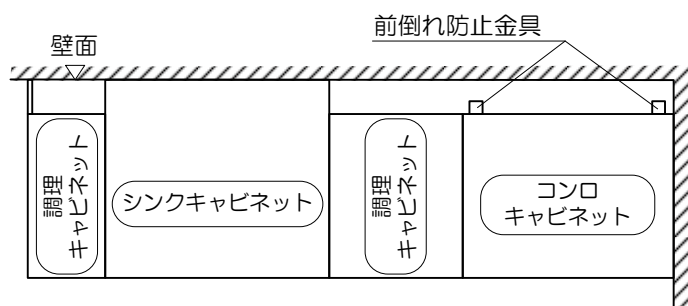 壁面
前倒れ防止金具
調理
キャビネット
シンクキャビネット
調理
キャビネット
コンロ
キャビネット